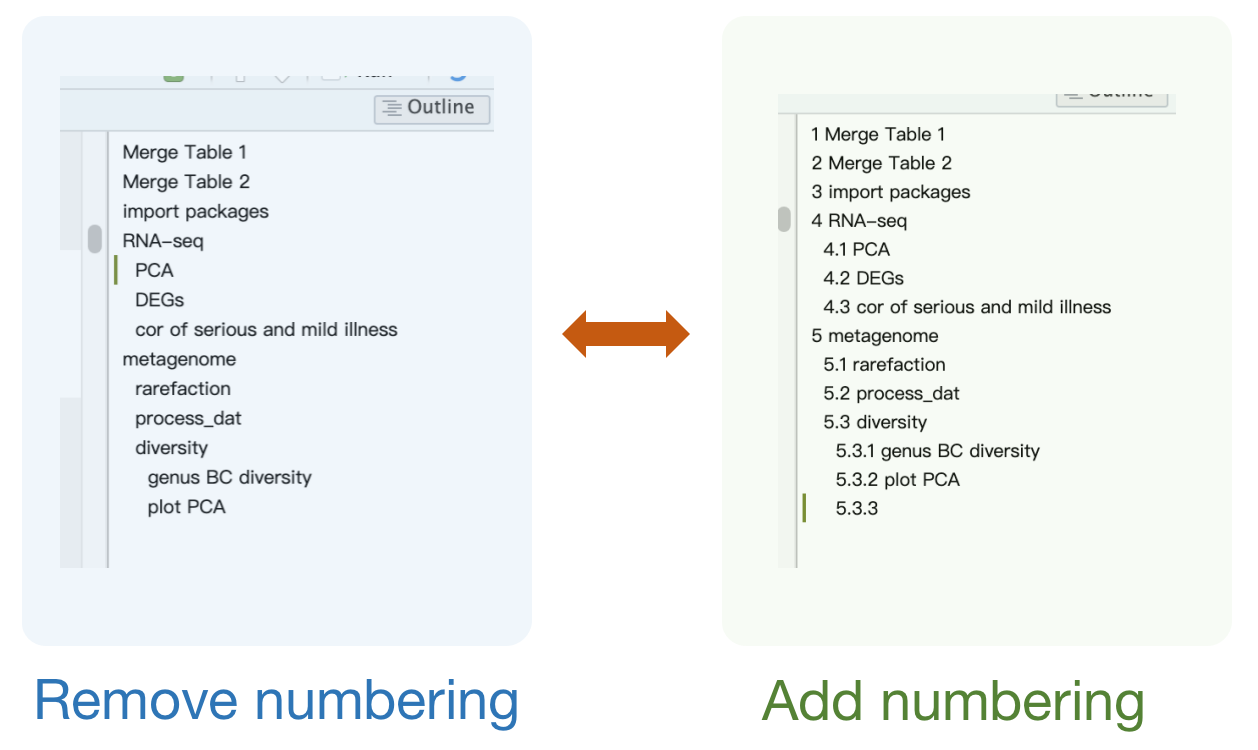 Outline
Merge Table 1
Merge Table 2
import packages
RNA-seq
PCA
DEGs
cor of serious and mild illness
metagenome
rarefaction
process_dat
diversity
genus BC diversity
plot PCA
Remove numbering
Outline
1 Merge Table 1
2 Merge Table 2
3 import packages
4 RNA-seq
4.1 PCA
4.2 DEGs
4.3 cor of serious and mild illness
5 metagenome
5.1 rarefaction
5.2 process_dat
5.3 diversity
5.3.1 genus BC diversity
5.3.2 plot PCA
5.3.3
Add numbering